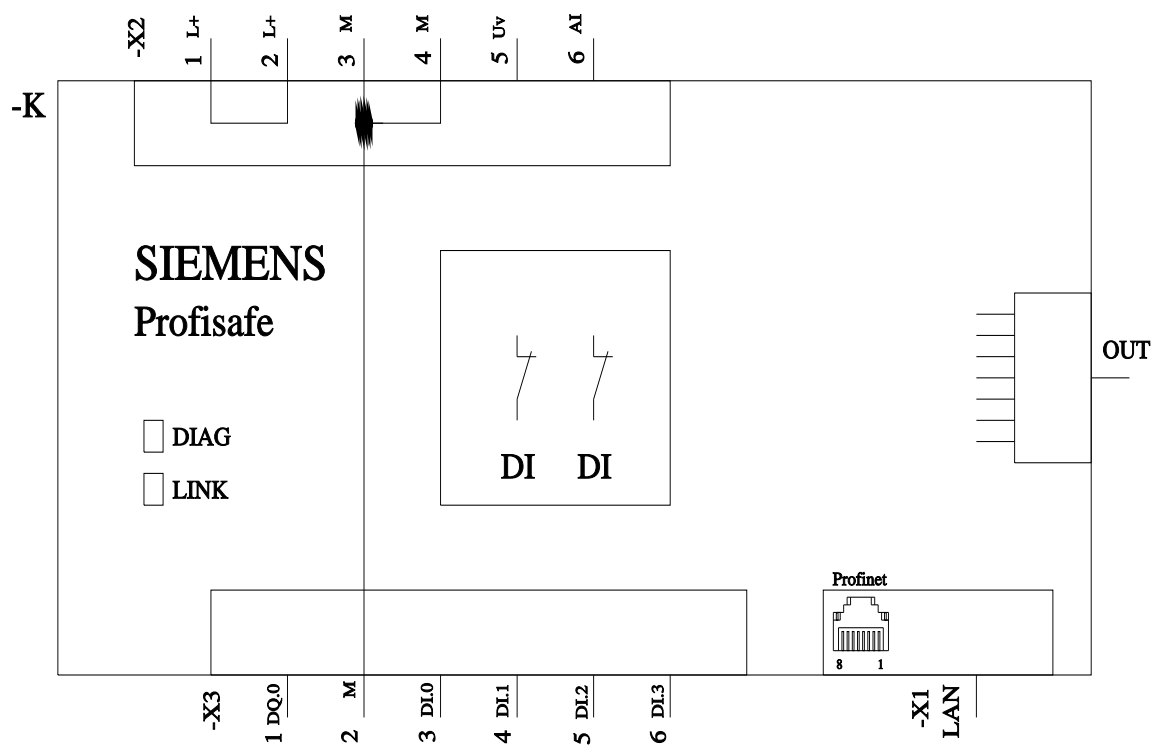 -X2
1 L+
2 L+
3 M
4 M
5 Uv
6 AI
-K
SIEMENS
Profisafe
OUT
DIAG
LINK
DI DI
Profinet
8 1
-X3
1 DQ.0
2 M
3 DI.0
4 DI.1
5 DI.2
6 DI.3
-X1
LAN